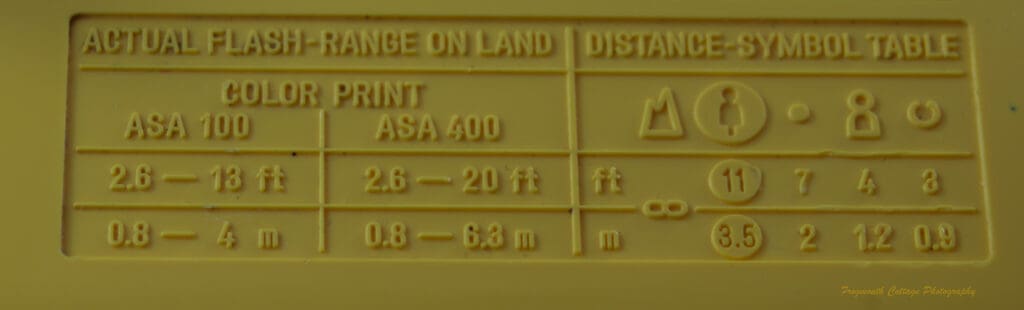 ACTUAL FLASH-RANGE ON LAND DISTANCE-SYMBOL TABLE
COLOR PRINT
ASA 100 ASA 400
2.6 — 13 ft 2.6 — 20 ft ft 11 7 4 3
∞
0.8 — 4 m 0.8 — 6.3 m m 3.5 2 1.2 0.9
Frogmouth Cottage Photography